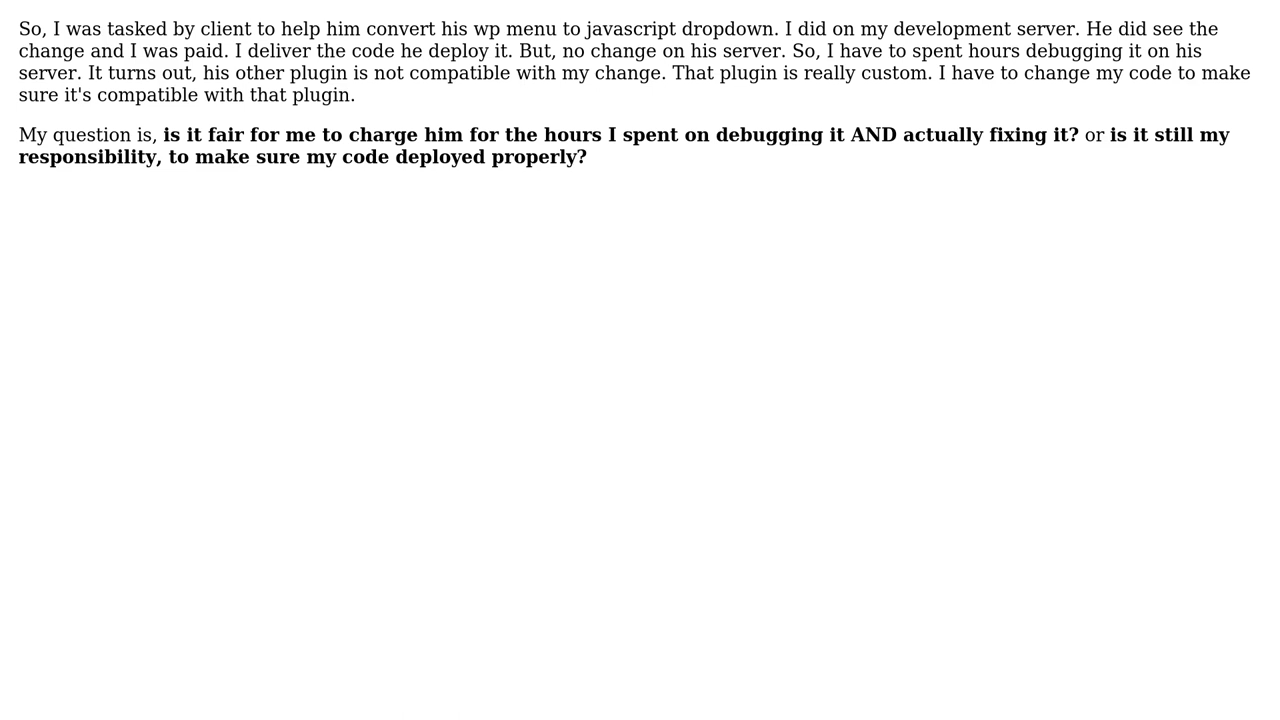 So, I was tasked by client to help him convert his wp menu to javascript dropdown. I did on my development server. He did see the
change and I was paid. I deliver the code he deploy it. But, no change on his server. So, I have to spent hours debugging it on his
server. It turns out, his other plugin is not compatible with my change. That plugin is really custom. I have to change my code to make
sure it's compatible with that plugin.
My question is, is it fair for me to charge him for the hours I spent on debugging it AND actually fixing it? or is it still my
responsibility, to make sure my code deployed properly?